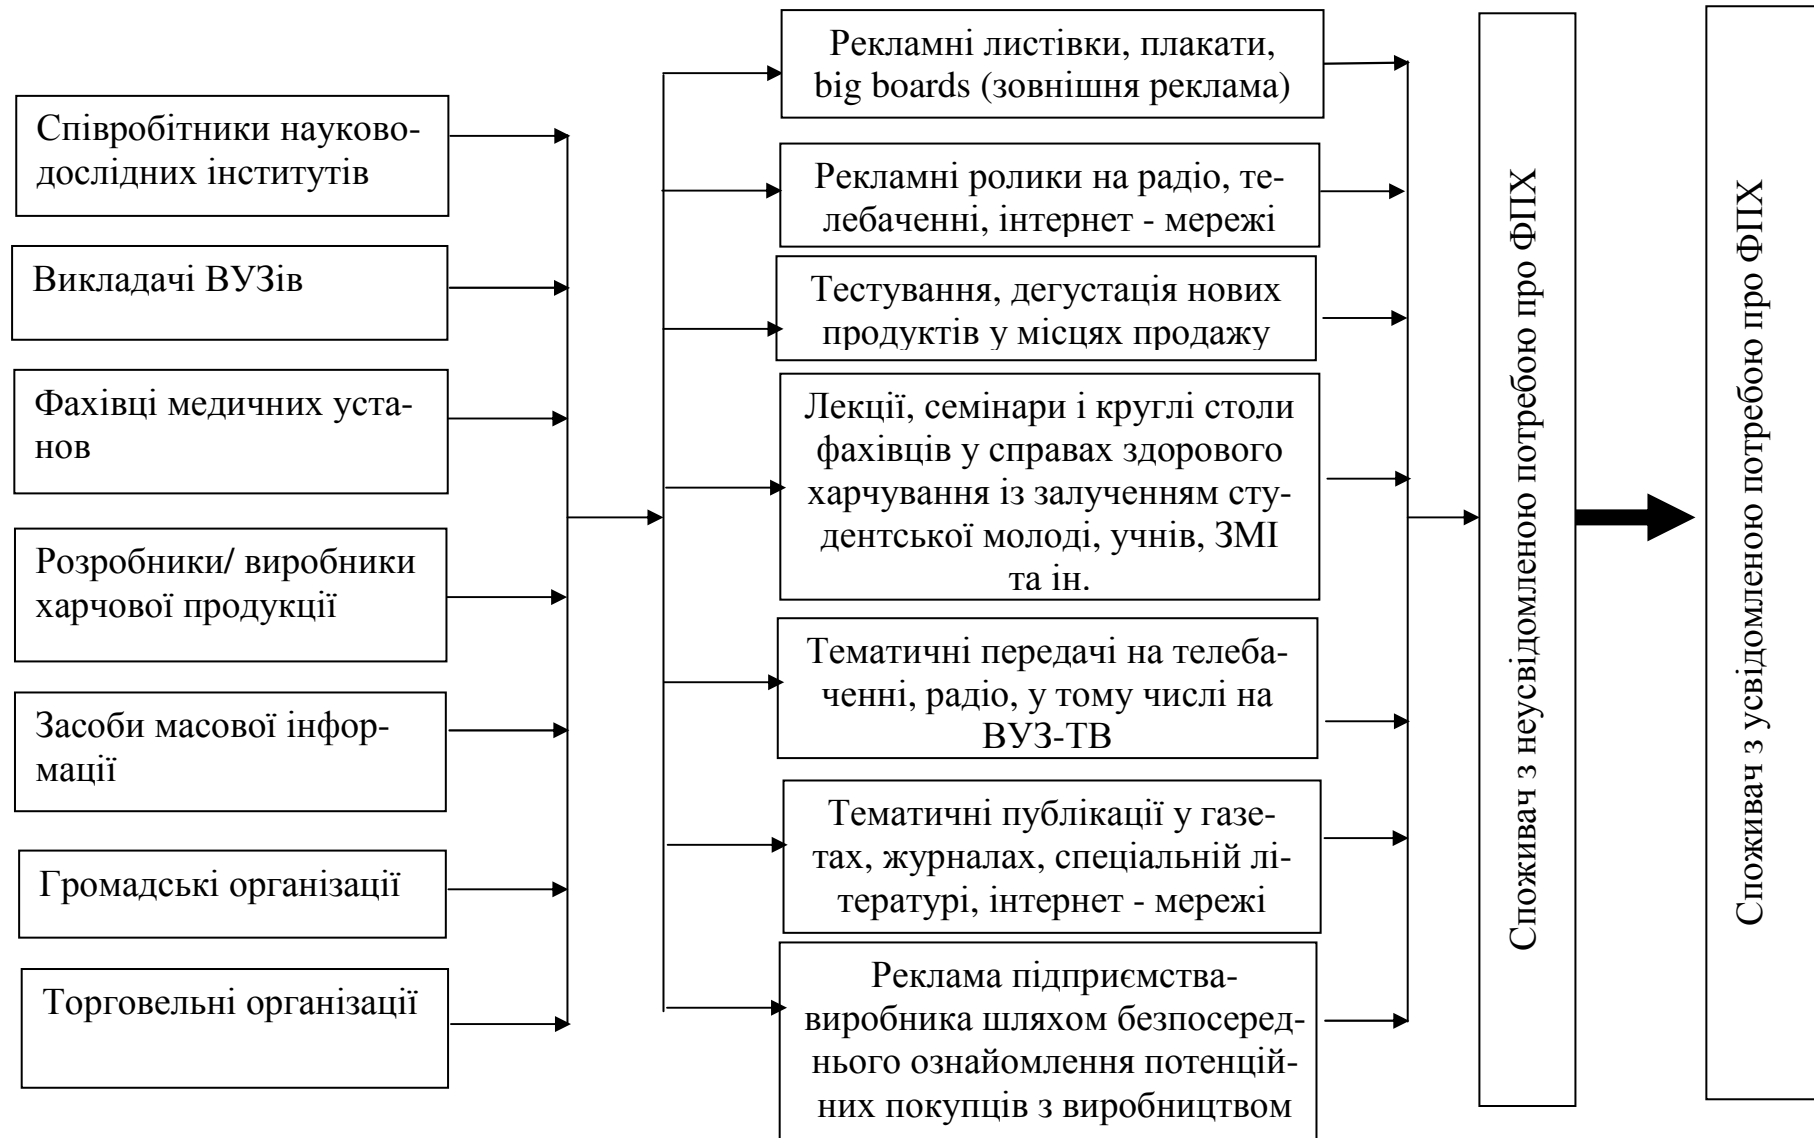 Співробітники науково-
дослідних інститутів
Викладачі ВУЗів
Фахівці медичних уста-
нов
Розробники/ виробники
харчової продукції
Засоби масової інфор-
мації
Громадські організації
Торговельні організації
Рекламні листівки, плакати,
big boards (зовнішня реклама)
Рекламні ролики на радіо, те-
лебаченні, інтернет - мережі
Тестування, дегустація нових
продуктів у місцях продажу
Лекції, семінари і круглі столи
фахівців у справах здорового
харчування із залученням сту-
дентської молоді, учнів, ЗМІ
та ін.
Тематичні передачі на телеба-
ченні, радіо, у тому числі на
ВУЗ-ТВ
Тематичні публікації у газе-
тах, журналах, спеціальній лі-
тературі, інтернет - мережі
Реклама підприємства-
виробника шляхом безпосеред-
нього ознайомлення потенцій-
них покупців з виробництвом
Споживач з неусвідомленою потребою про ФПХ
Споживач з усвідомленою потребою про ФПХ